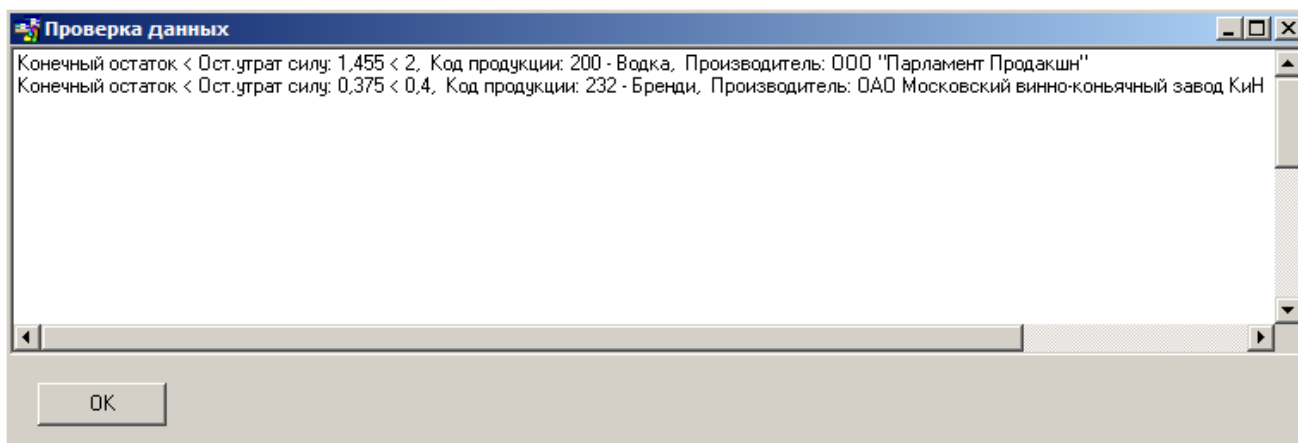 Проверка данных
Конечный остаток < Ост.утрат силу: 1,455 < 2,  Код продукции: 200 - Водка,  Производитель: ООО "Парламент Продакшн"
Конечный остаток < Ост.утрат силу: 0,375 < 0,4,  Код продукции: 232 - Бренди,  Производитель: ОАО Московский винно-коньячный завод КиН
OK